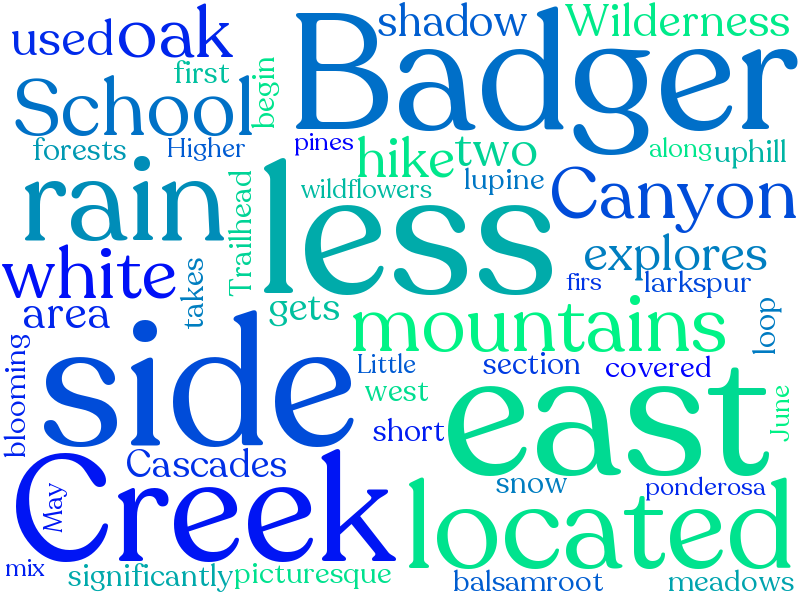 used
oak
shadow
Wilderness
Badger
first
begin
School
forests
Higher
pines
hike
two
along
uphill
rain
Trailhead
less
wildflowers
lupine
Canyon
white
takes
explores
firs
larkspur
area
gets
mountains
loop
blooming
side
Little
section
covered
west
east
June
short
Creek
May
Cascades
snow
ponderosa
located
mix
significantly
picturesque
balsamroot
meadows